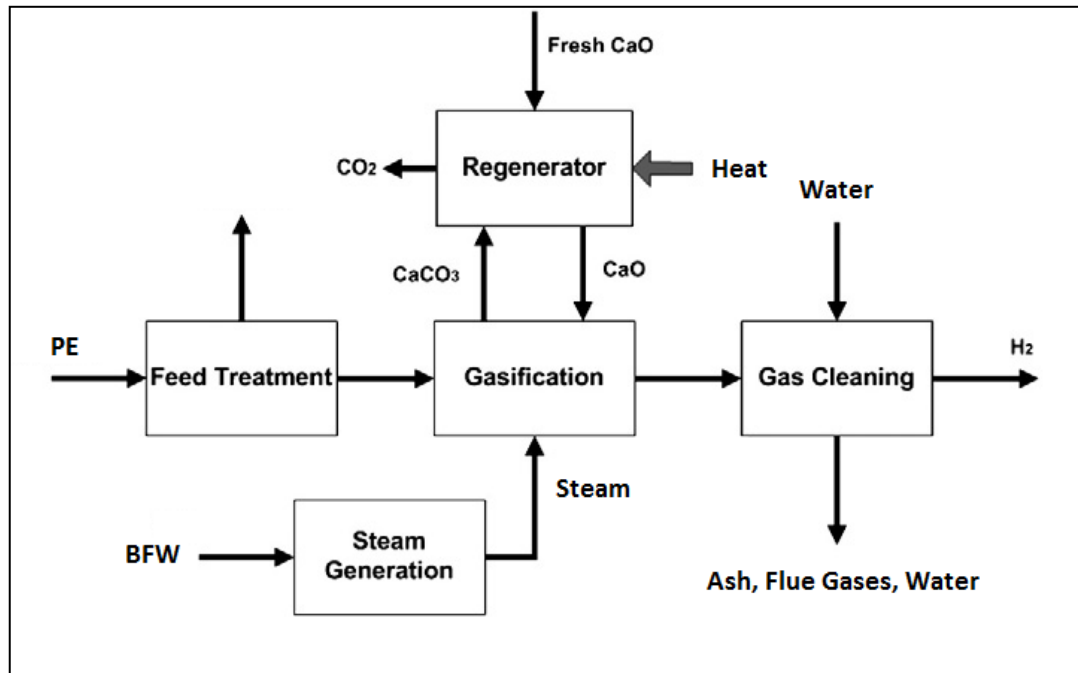 Fresh CaO
CO₂
Regenerator
Heat
Water
CaCO₃
CaO
PE
Feed Treatment
Gasification
Gas Cleaning
H₂
Steam
BFW
Steam
Generation
Ash, Flue Gases, Water